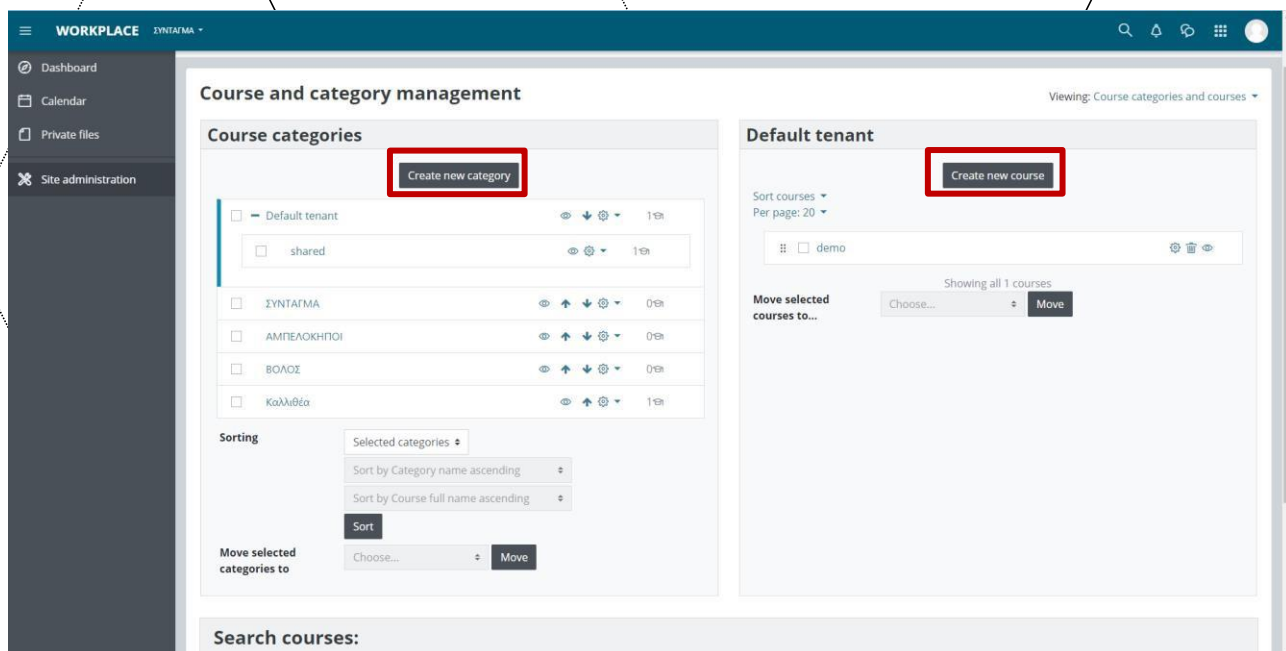 WORKPLACE ΣΥΝΤΑΓΜΑ
Dashboard
Calendar
Private files
Site administration
Course and category management
Viewing: Course categories and courses
Course categories
Create new category
Default tenant 1
shared 1
ΣΥΝΤΑΓΜΑ 0
ΑΜΠΕΛΟΚΗΠΟΙ 0
ΒΟΛΟΣ 0
Καλλιθέα 1
Sorting
Selected categories
Sort by Category name ascending
Sort by Course full name ascending
Sort
Move selected
categories to
Choose...
Move
Default tenant
Create new course
Sort courses
Per page: 20
demo
Showing all 1 courses
Move selected
courses to...
Choose...
Move
Search courses: